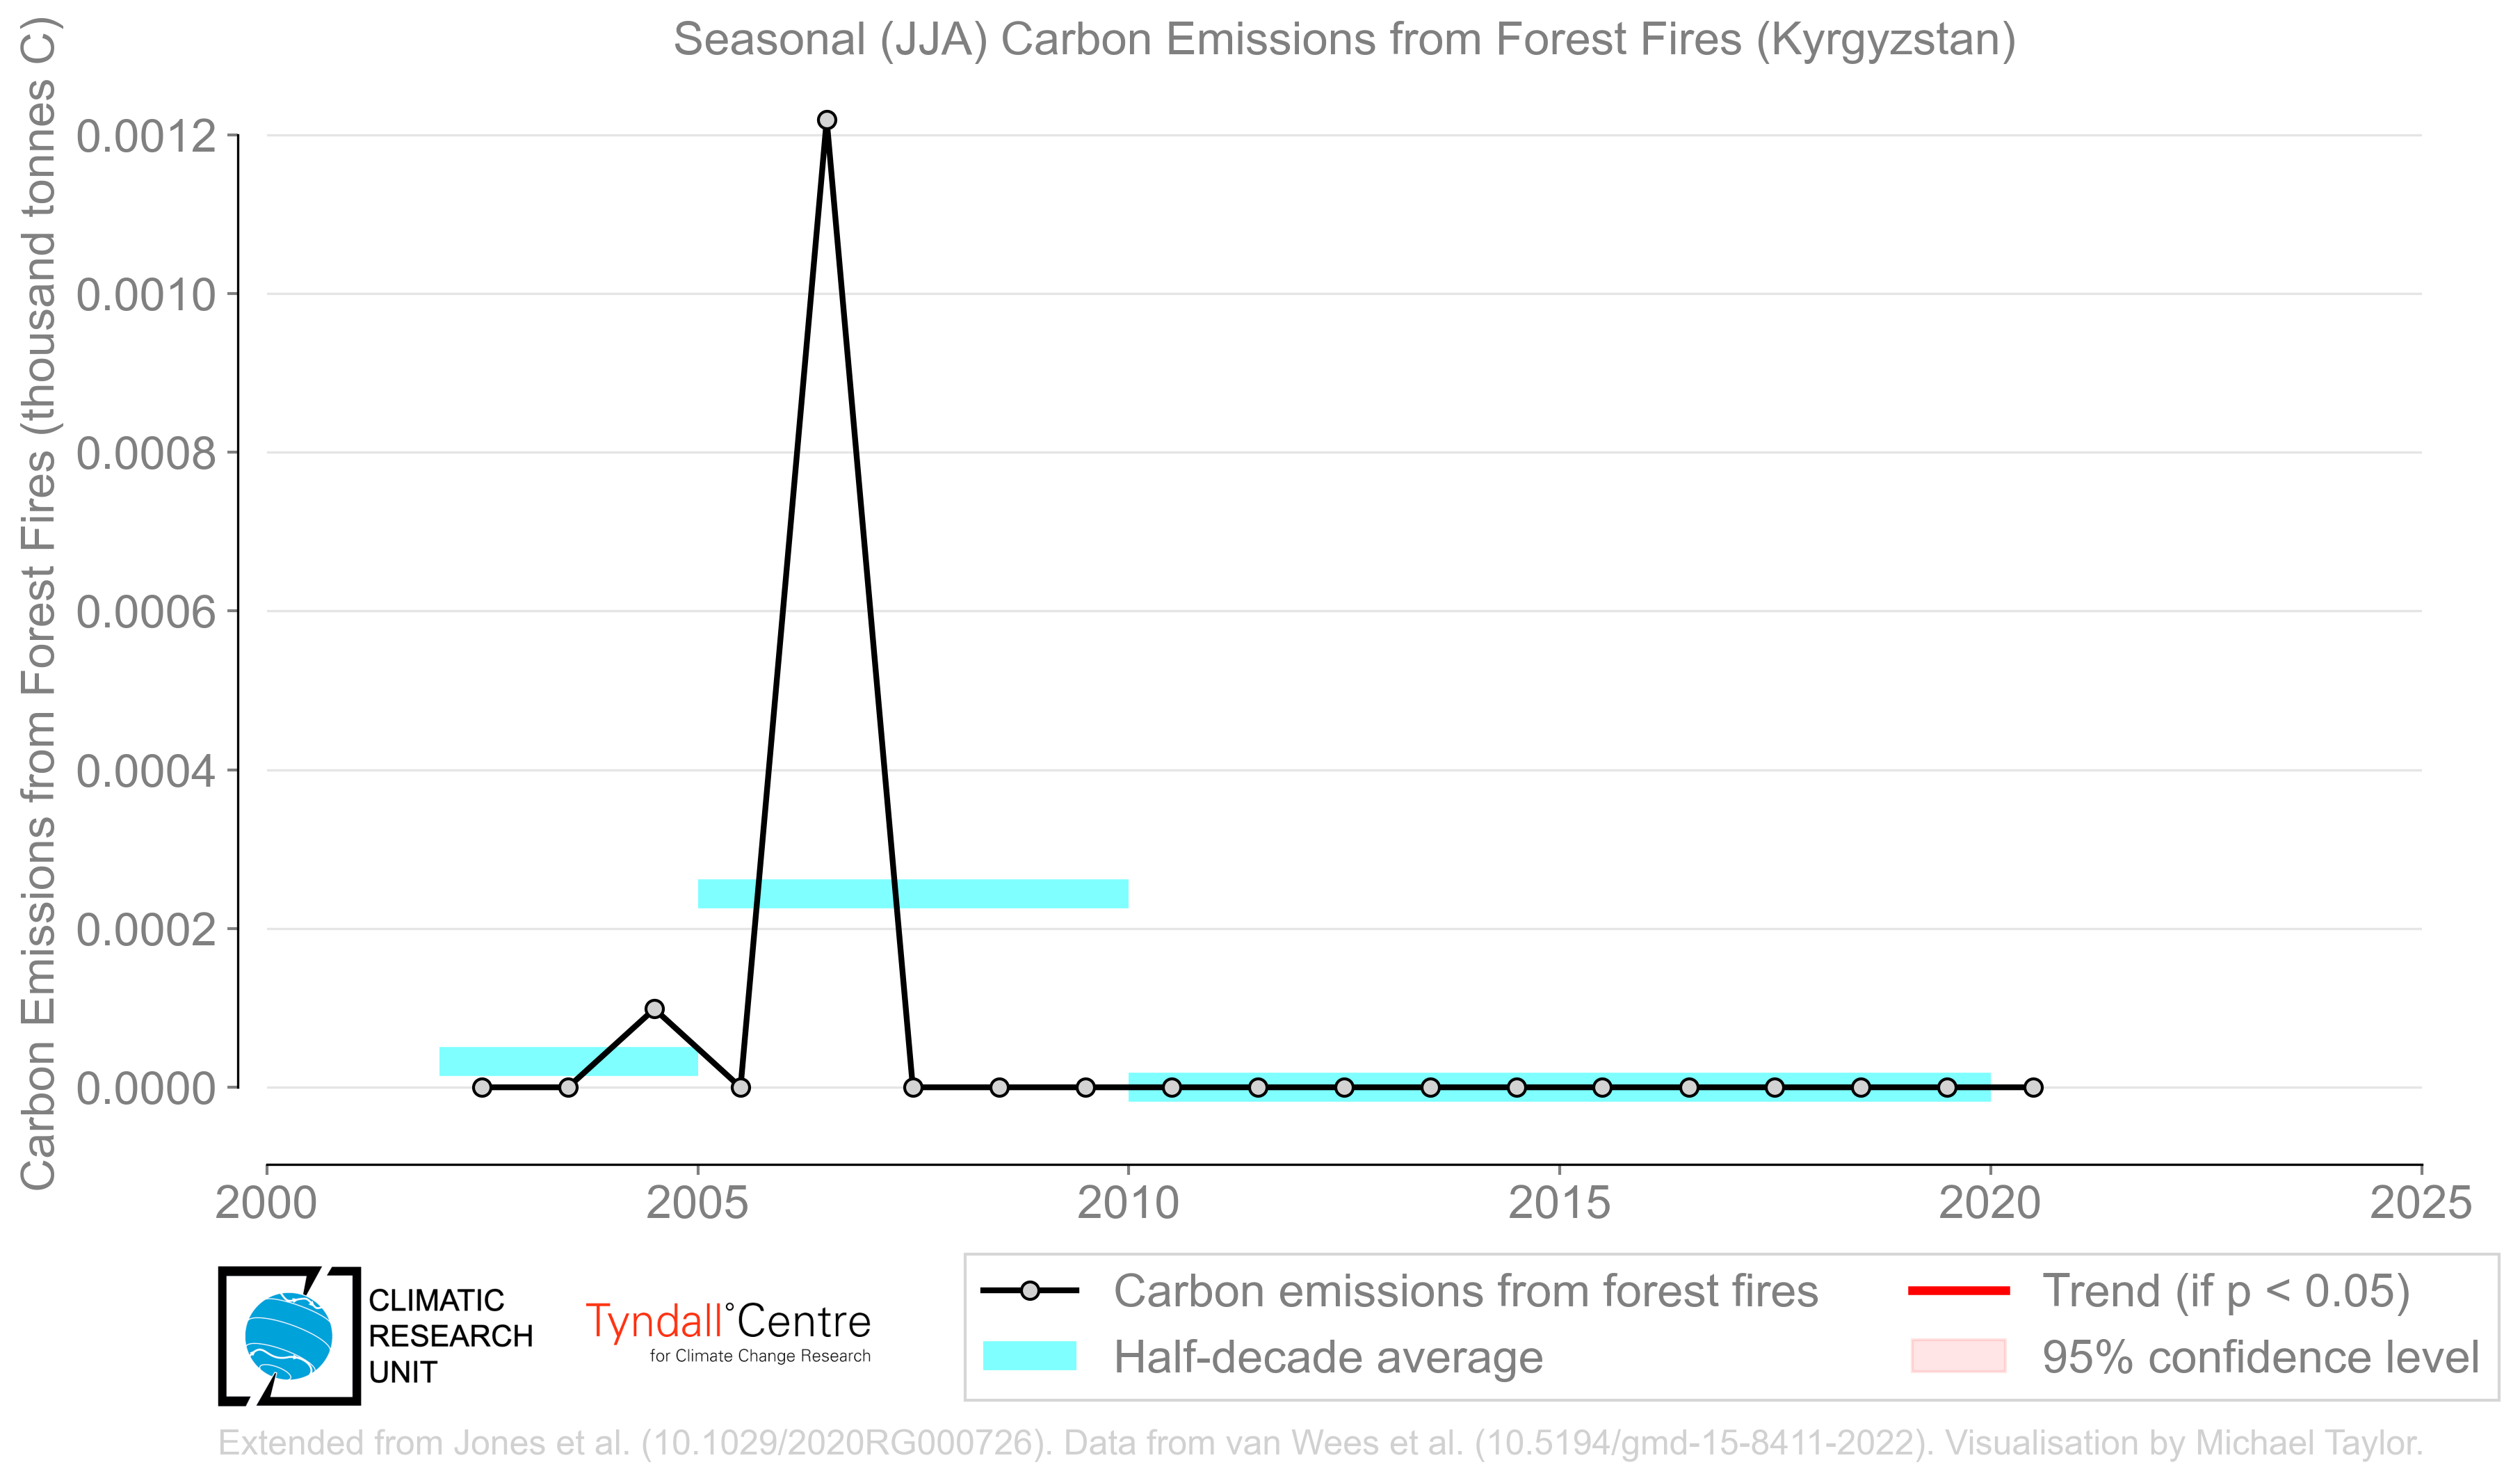 Seasonal (JJA) Carbon Emissions from Forest Fires (Kyrgyzstan)
Carbon Emissions from Forest Fires (thousand tonnes C)
0.0012
0.0010
0.0008
0.0006
0.0004
0.0002
0.0000
2000 2005 2010 2015 2020 2025
CLIMATIC
RESEARCH
UNIT
Tyndall°Centre
for Climate Change Research
Carbon emissions from forest fires
Half-decade average
Trend (if p < 0.05)
95% confidence level
Extended from Jones et al. (10.1029/2020RG000726). Data from van Wees et al. (10.5194/gmd-15-8411-2022). Visualisation by Michael Taylor.